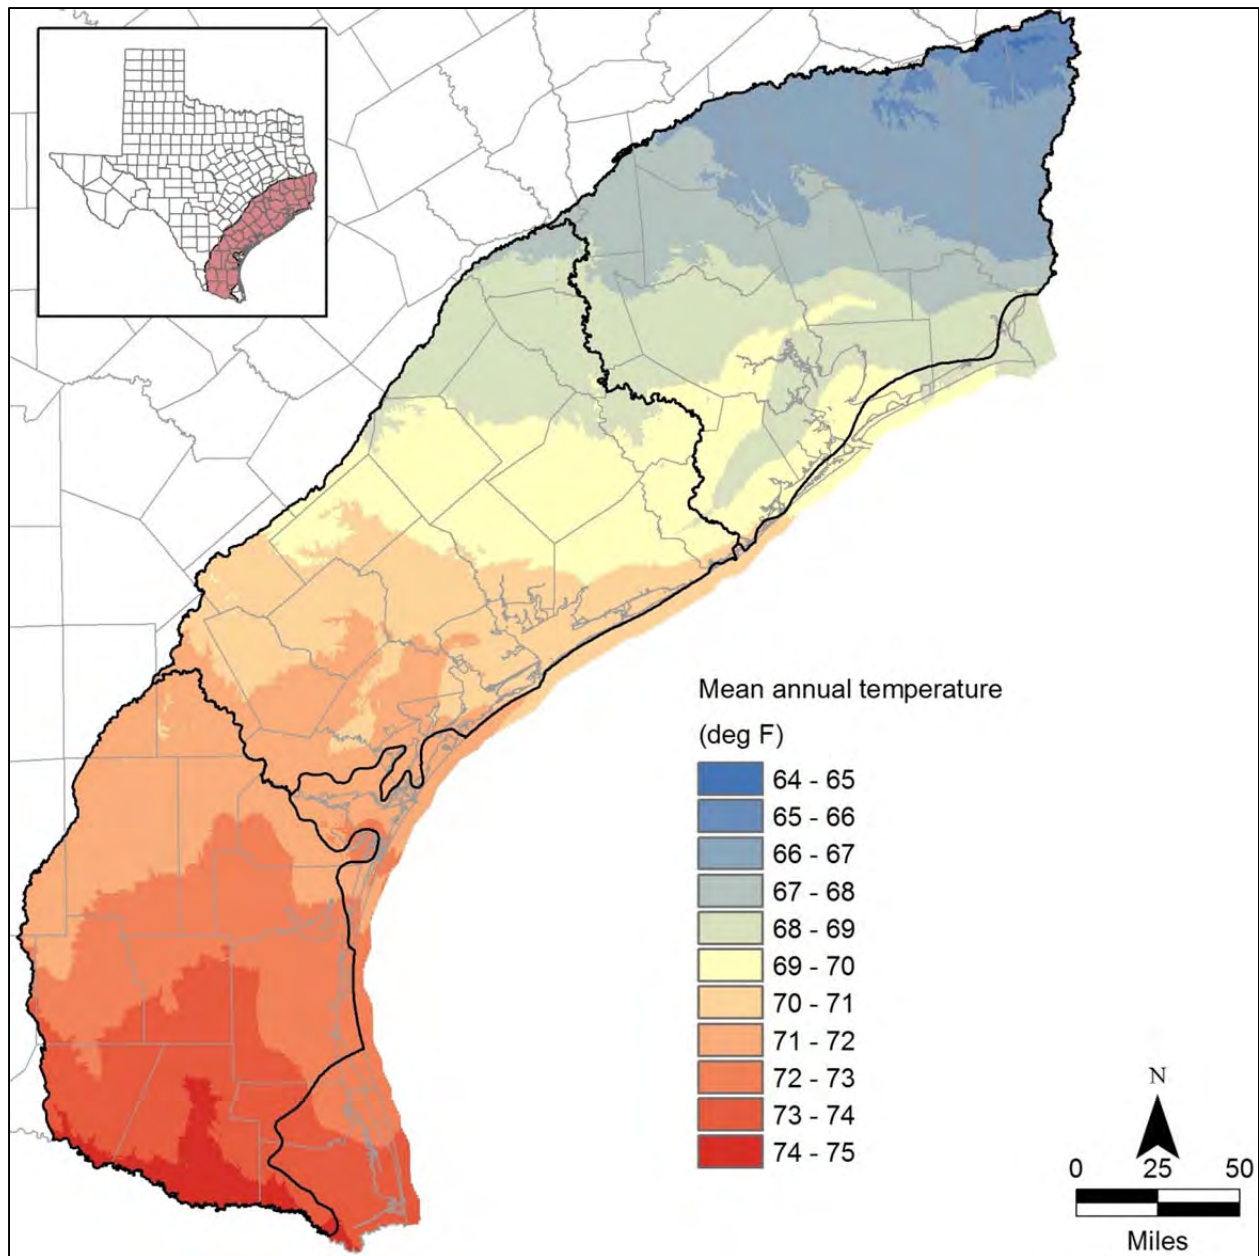 Mean annual temperature
(deg F)
64 - 65
65 - 66
66 - 67
67 - 68
68 - 69
69 - 70
70 - 71
71 - 72
72 - 73
73 - 74
74 - 75
N
0 25 50
Miles